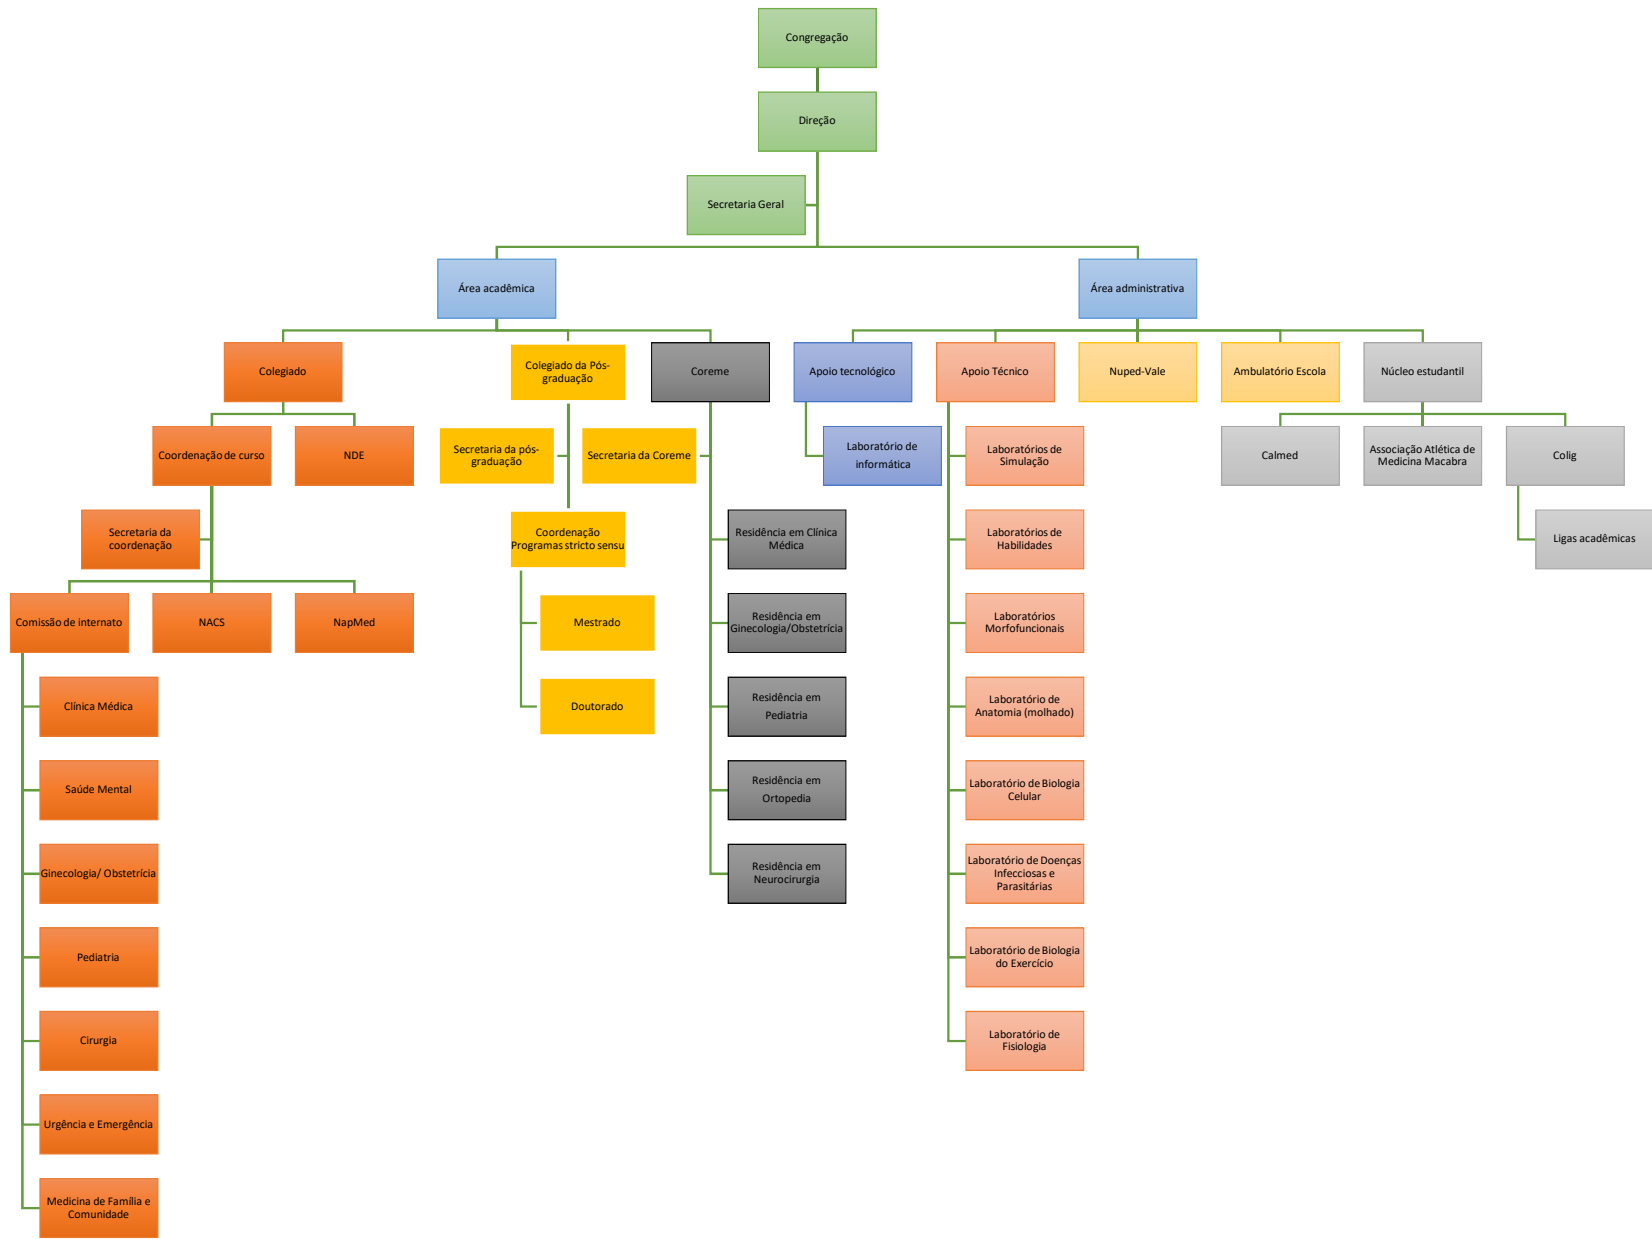 Congregação
Direção
Secretaria Geral
Área acadêmica
Área administrativa
Colegiado
Colegiado da Pós-
graduação
Coreme
Apoio tecnológico
Apoio Técnico
Nuped-Vale
Ambulatório Escola
Núcleo estudantil
Coordenação de curso
NDE
Secretaria da pós-
graduação
Secretaria da Coreme
Laboratório de
informática
Laboratórios de
Simulação
Calmed
Associação Atlética de
Medicina Macabra
Colig
Secretaria da
coordenação
Coordenação
Programas stricto sensu
Residência em Clínica
Médica
Laboratórios de
Habilidades
Ligas acadêmicas
Comissão de internato
NACS
NapMed
Mestrado
Residência em
Ginecologia/Obstetrícia
Laboratórios
Morfofuncionais
Clínica Médica
Doutorado
Residência em
Pediatria
Laboratório de
Anatomia (molhado)
Saúde Mental
Residência em
Ortopedia
Laboratório de Biologia
Celular
Ginecologia/ Obstetrícia
Residência em
Neurocirurgia
Laboratório de Doenças
Infecciosas e
Parasitárias
Pediatria
Laboratório de Biologia
do Exercício
Cirurgia
Laboratório de
Fisiologia
Urgência e Emergência
Medicina de Família e
Comunidade